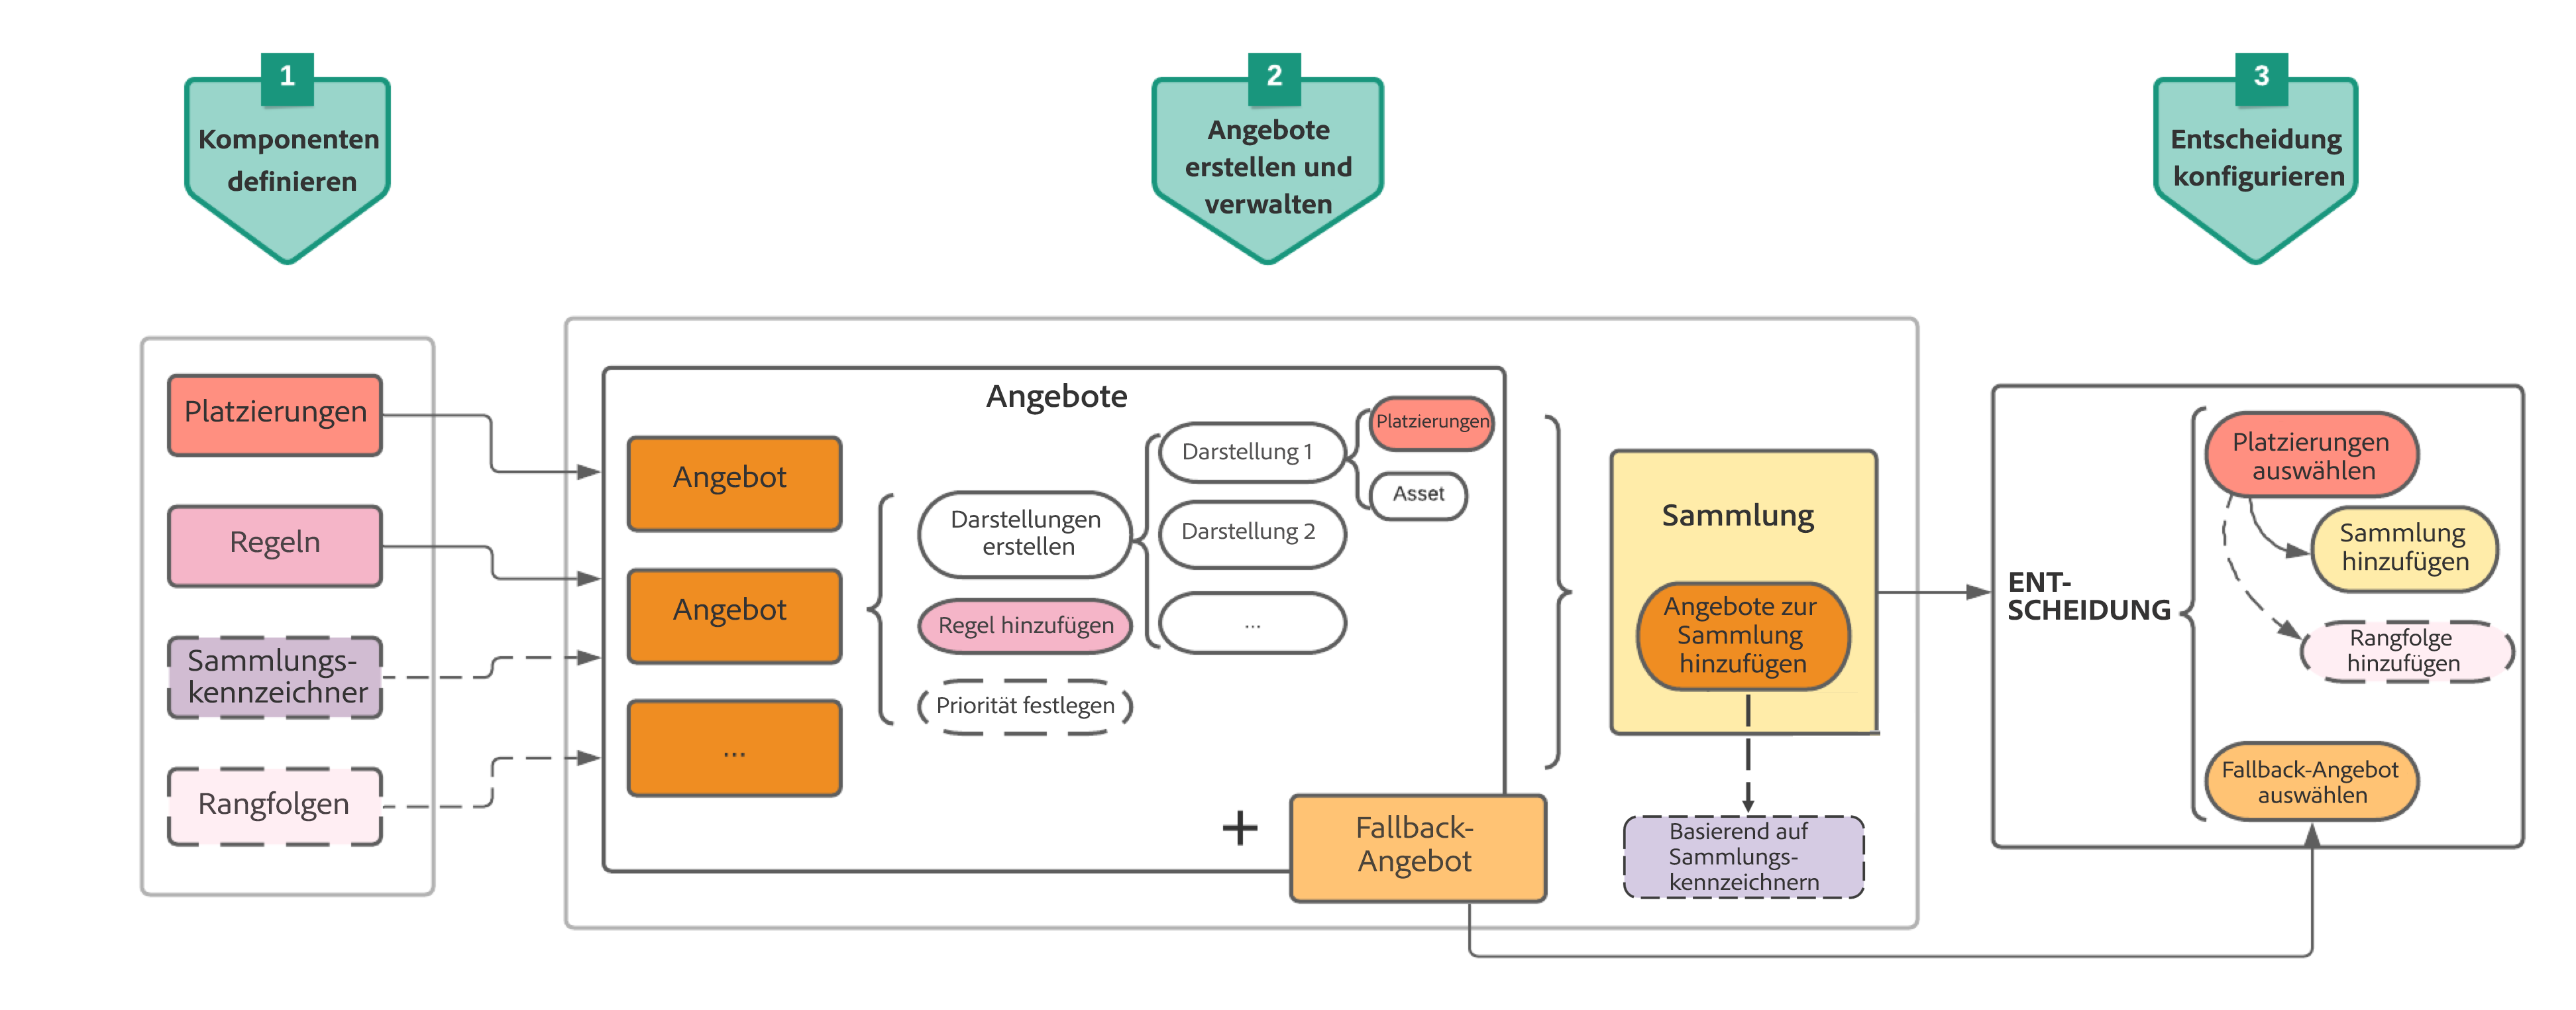 1
Komponenten
definieren
2
Angebote
erstellen und
verwalten
3
Entscheidung
konfigurieren
Platzierungen
Regeln
Sammlungs-
kennzeichner
Rangfolgen
Angebote
Angebot
Angebot
...
Darstellungen
erstellen
Regel hinzufügen
Priorität festlegen
Darstellung 1
Darstellung 2
...
Platzierungen
Asset
+
Fallback-
Angebot
Sammlung
Angebote zur
Sammlung
hinzufügen
Basierend auf
Sammlungs-
kennzeichnern
ENT-
SCHEIDUNG
Platzierungen
auswählen
Sammlung
hinzufügen
Rangfolge
hinzufügen
Fallback-Angebot
auswählen